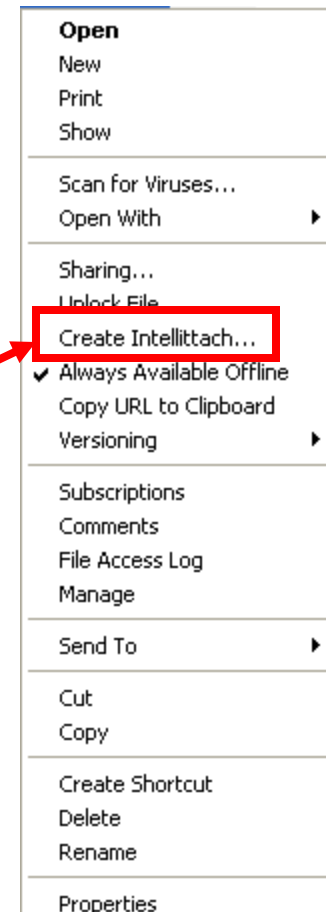 Open
New
Print
Show
Scan for Viruses...
Open With
Sharing...
Unlock File
Create Intellittach...
Always Available Offline
Copy URL to Clipboard
Versioning
Subscriptions
Comments
File Access Log
Manage
Send To
Cut
Copy
Create Shortcut
Delete
Rename
Properties